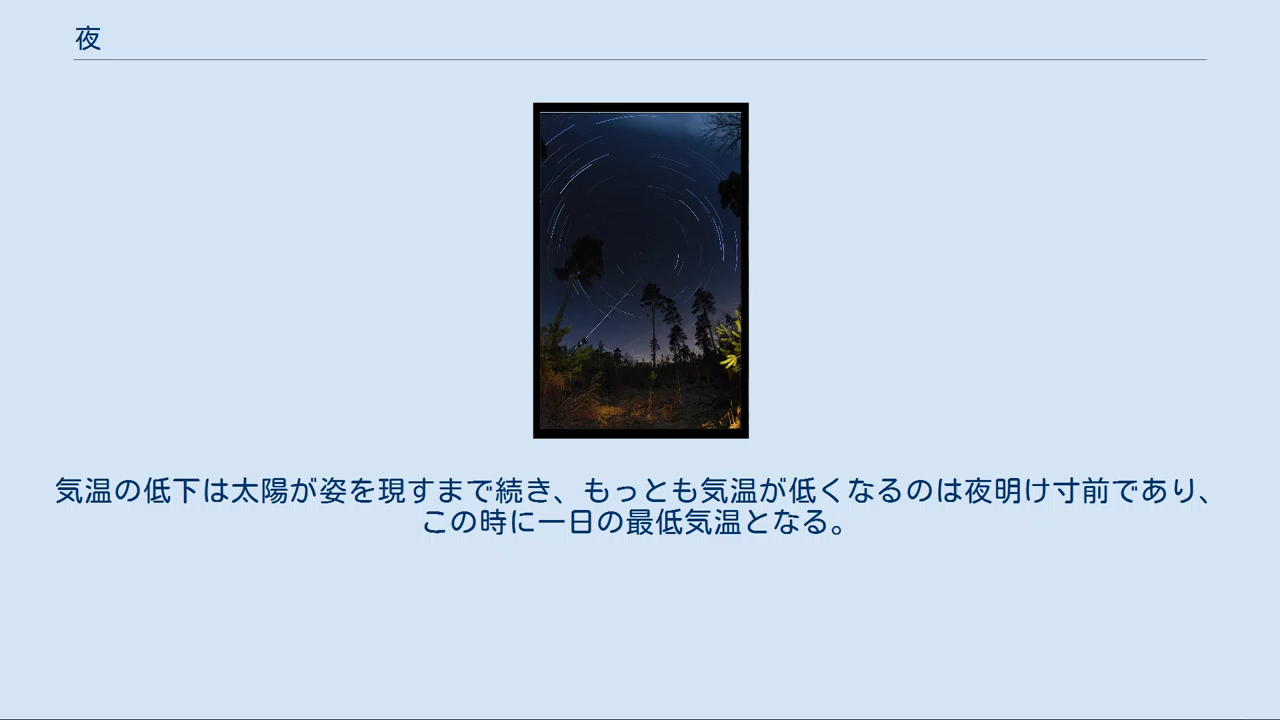 夜
気温の低下は太陽が姿を現すまで続き、もっとも気温が低くなるのは夜明け寸前であり、
この時に一日の最低気温となる。